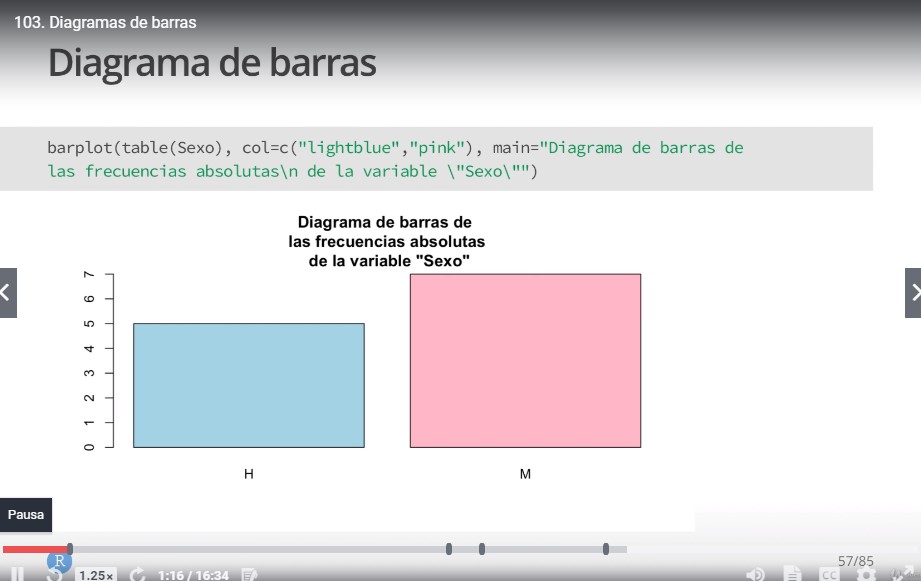 103. Diagramas de barras
Diagrama de barras
barplot(table(Sexo), col=c("lightblue","pink"), main="Diagrama de barras de
las frecuencias absolutas\n de la variable \"Sexo\"")
Diagrama de barras de
las frecuencias absolutas
de la variable "Sexo"
7
6
5
4
3
2
1
0
H
M
Pausa
57/85
R
1.25×
1:16 / 16:34
CC